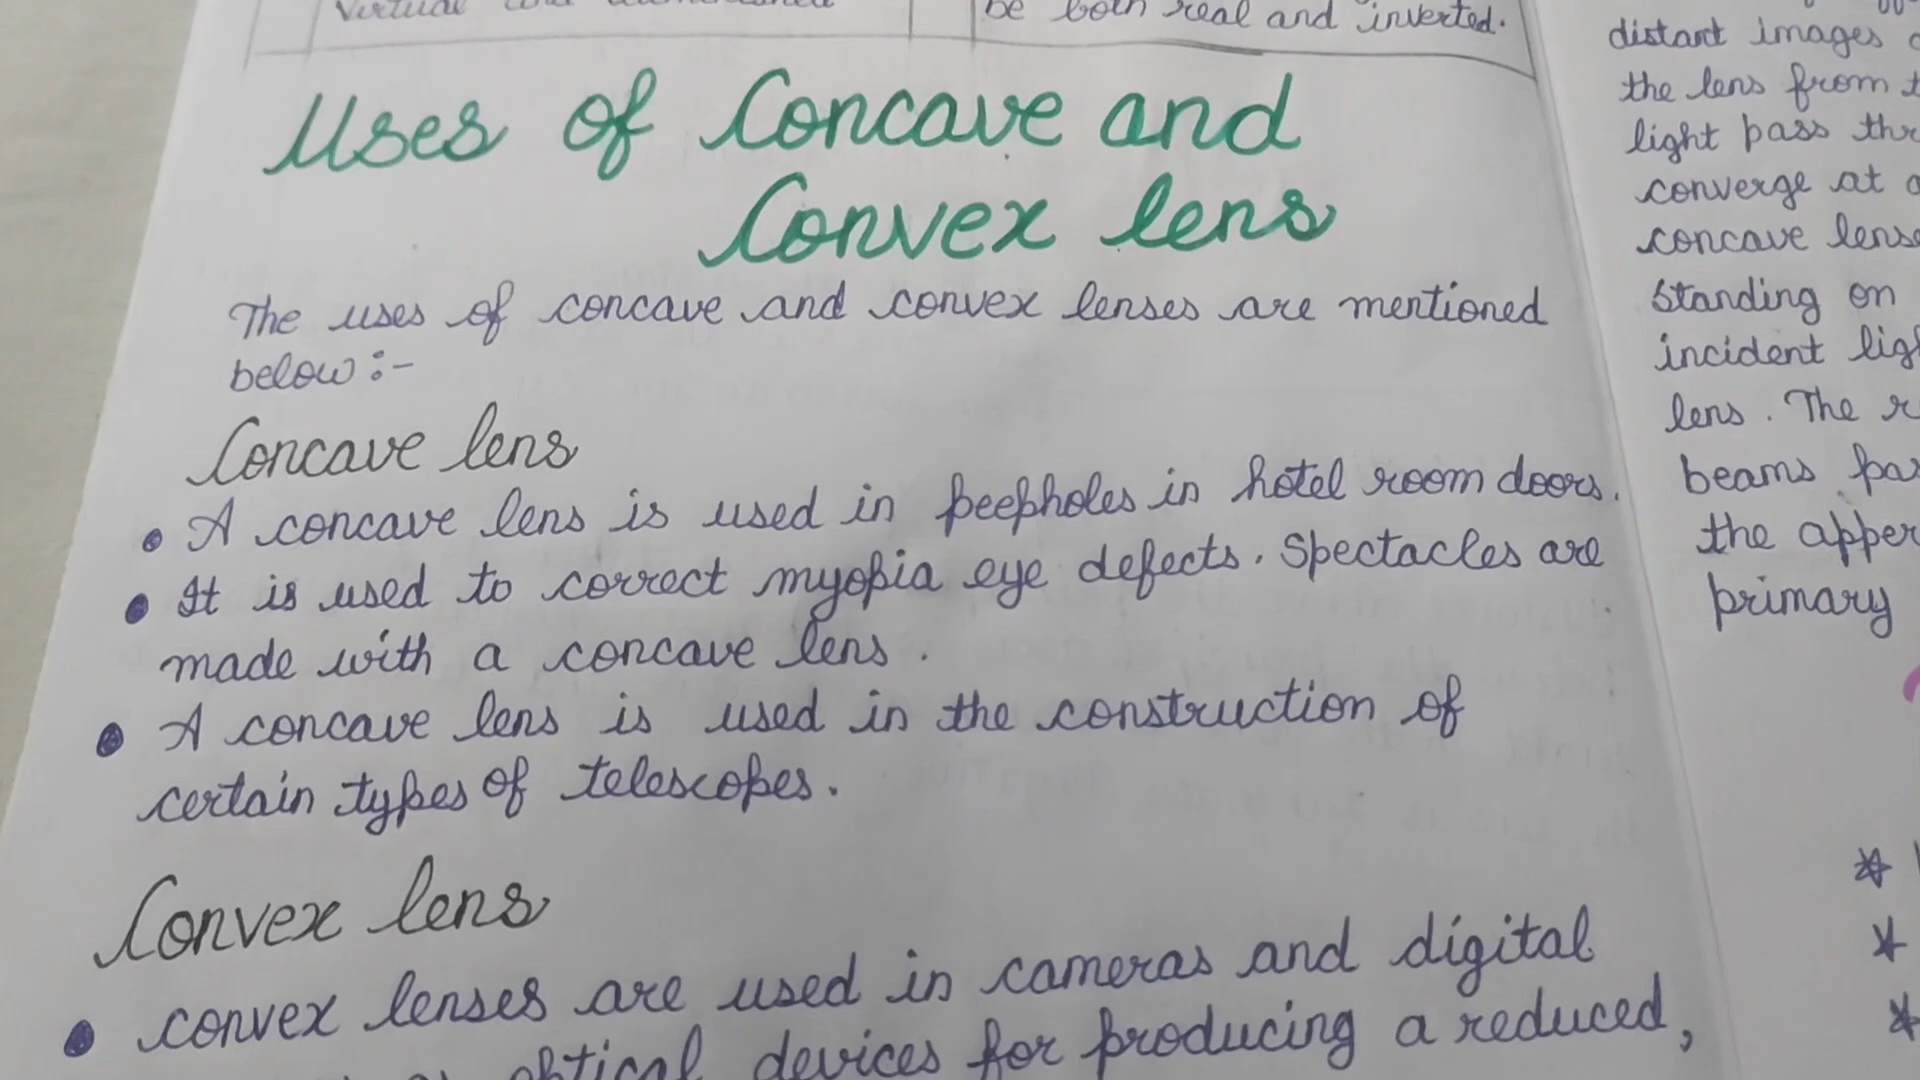 Virtual
be both real and inverted.
Uses of Concave and
Convex lens
The uses of concave and convex lenses are mentioned
below:-
Concave lens
• A concave lens is used in peepholes in hotel room doors.
• It is used to correct myopia eye defects. Spectacles are
made with a concave lens.
• A concave lens is used in the construction of
certain types of telescopes.
Convex lens
• convex lenses are used in cameras and digital
optical devices for producing a reduced,
distant images
the lens from
light pass
converge at
concave
standing on
incident
lens. The
beams
the
primary